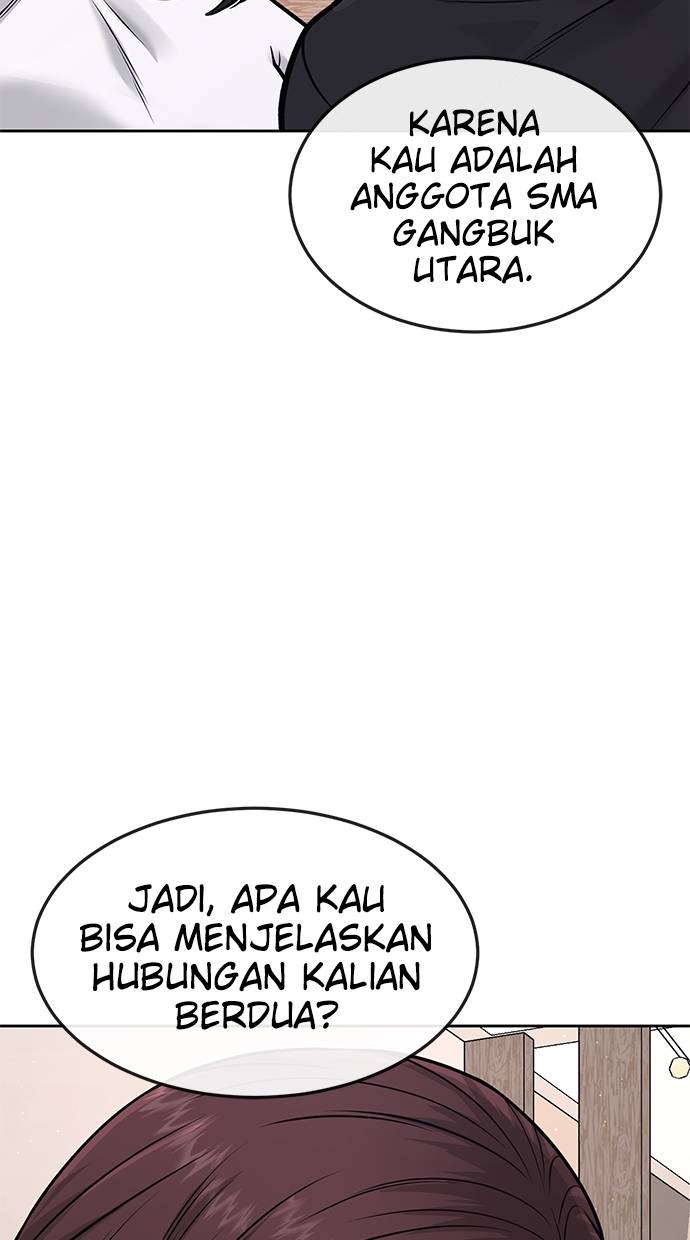 KARENA
KAU ADALAH
ANGGOTA SMA
GANGBUK
UTARA.
JADI, APA KAU
BISA MENJELASKAN
HUBUNGAN KALIAN
BERDUA?